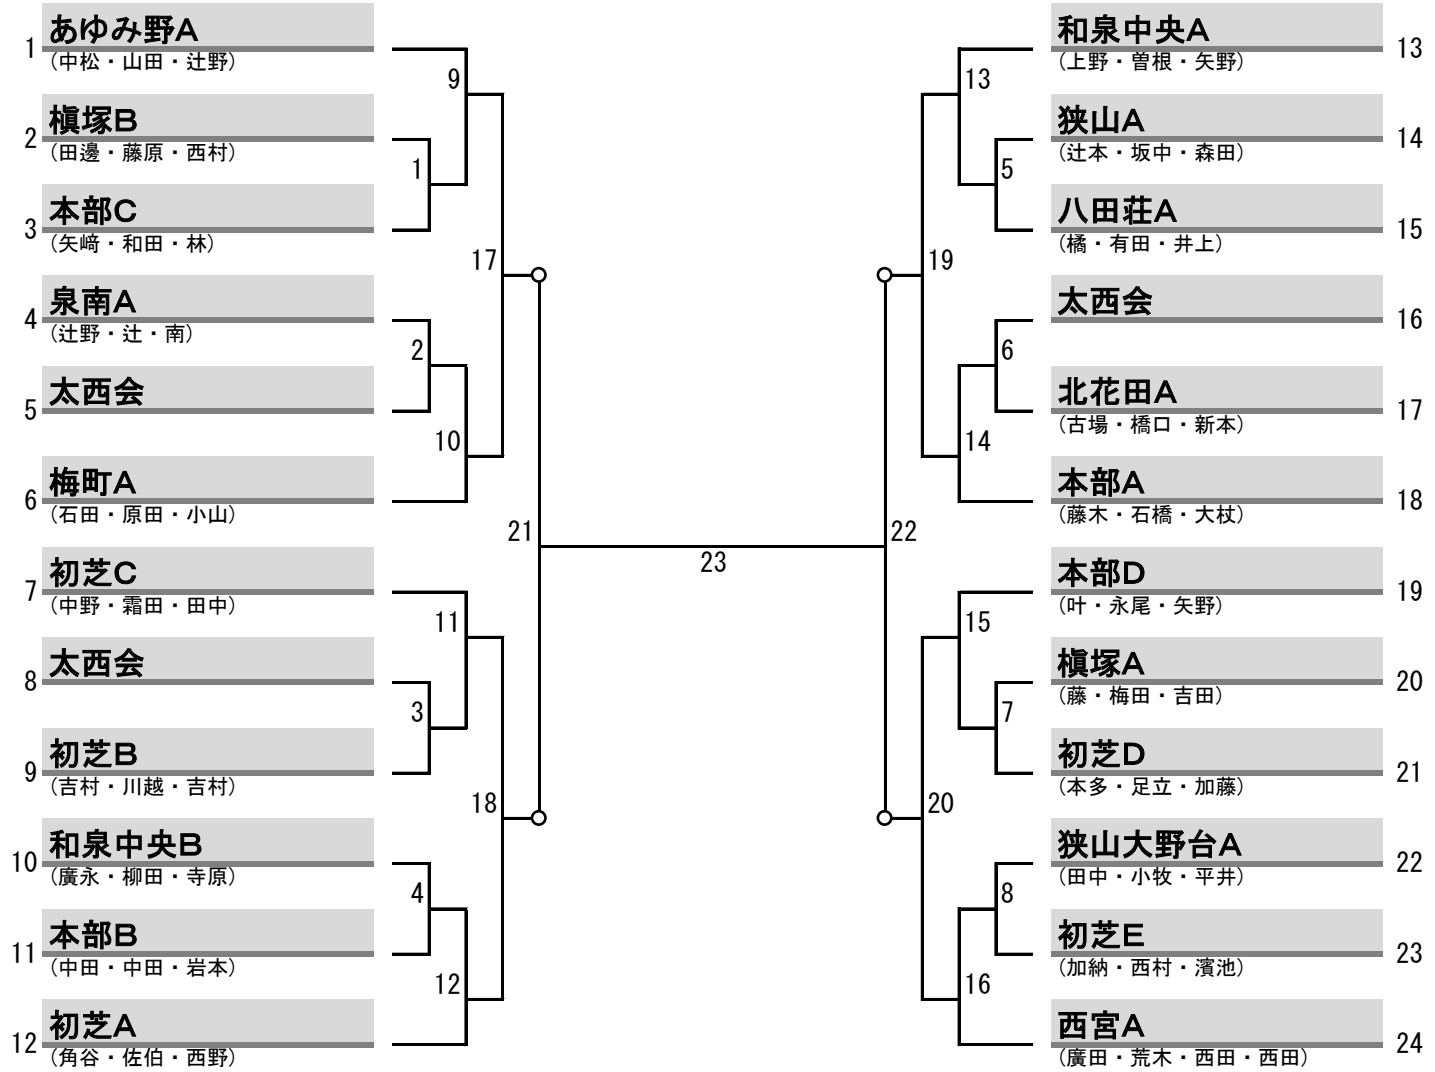 あゆみ野A
1
(中松・山田・辻野)
9
槇塚B
2
(田邊・藤原・西村)
1
本部C
3
(矢﨑・和田・林)
17
泉南A
4
(辻野・辻・南)
2
太西会
5
10
梅町A
6
(石田・原田・小山)
21
23
初芝C
7
(中野・霜田・田中)
11
太西会
8
3
初芝B
9
(吉村・川越・吉村)
18
和泉中央B
10
(廣永・柳田・寺原)
4
本部B
11
(中田・中田・岩本)
12
初芝A
12
(角谷・佐伯・西野)
和泉中央A
13
(上野・曽根・矢野)
13
狭山A
14
(辻本・坂中・森田)
5
八田荘A
15
(橘・有田・井上)
19
太西会
16
6
北花田A
17
(古場・橋口・新本)
14
本部A
18
(藤木・石橋・大杖)
22
本部D
19
(叶・永尾・矢野)
15
槇塚A
20
(藤・梅田・吉田)
7
初芝D
21
(本多・足立・加藤)
20
狭山大野台A
22
(田中・小牧・平井)
8
初芝E
23
(加納・西村・濱池)
16
西宮A
24
(廣田・荒木・西田・西田)